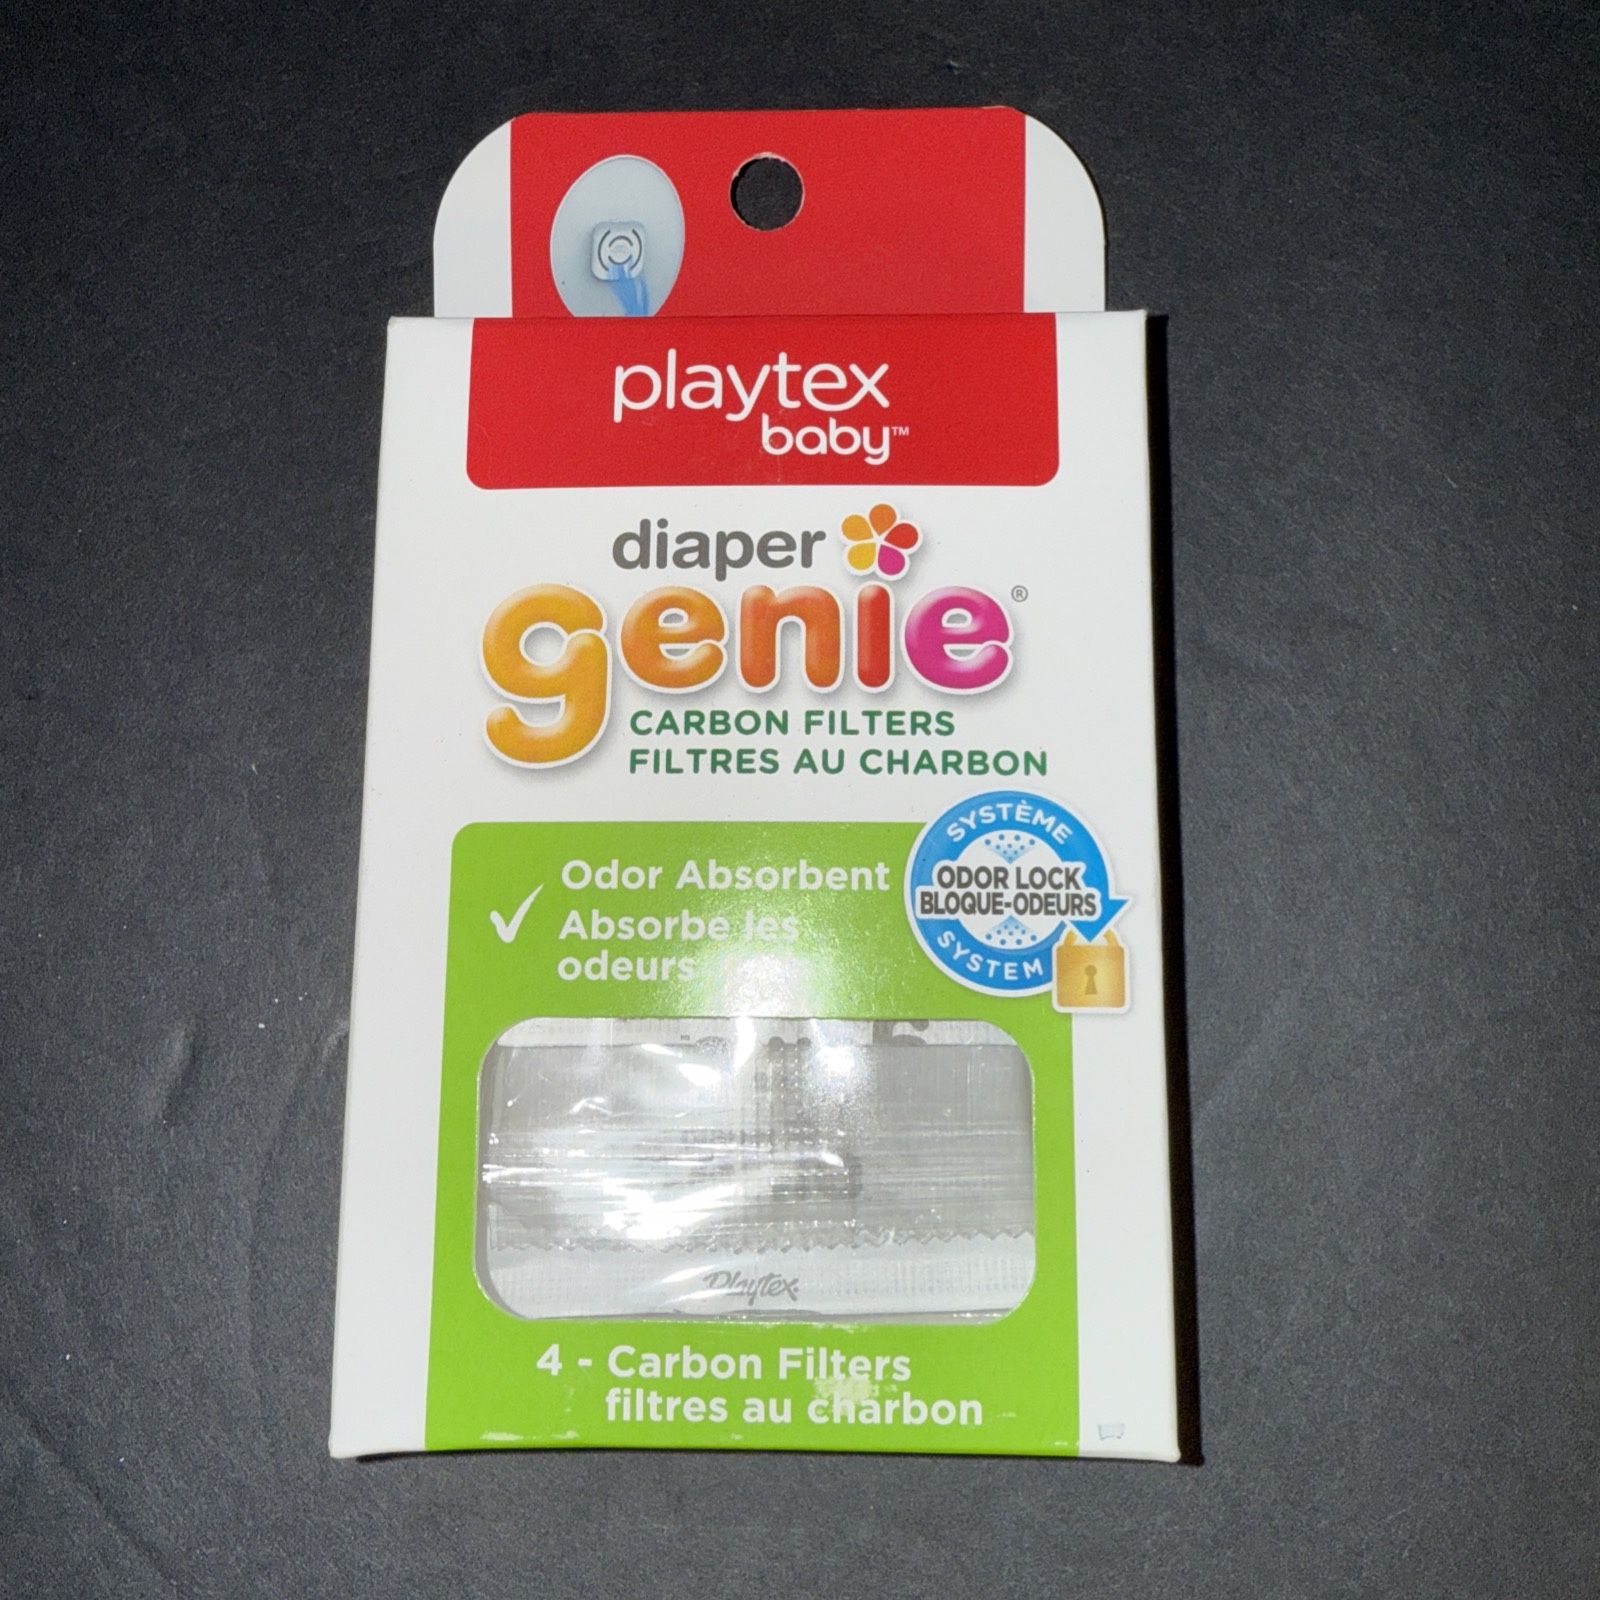 playtex
baby™
diaper
genie®
CARBON FILTERS
FILTRES AU CHARBON
SYSTÈME
ODOR LOCK
BLOQUE-ODEURS
SYSTEM
Odor Absorbent
Absorbe les
odeurs
Playtex
4 - Carbon Filters
filtres au charbon